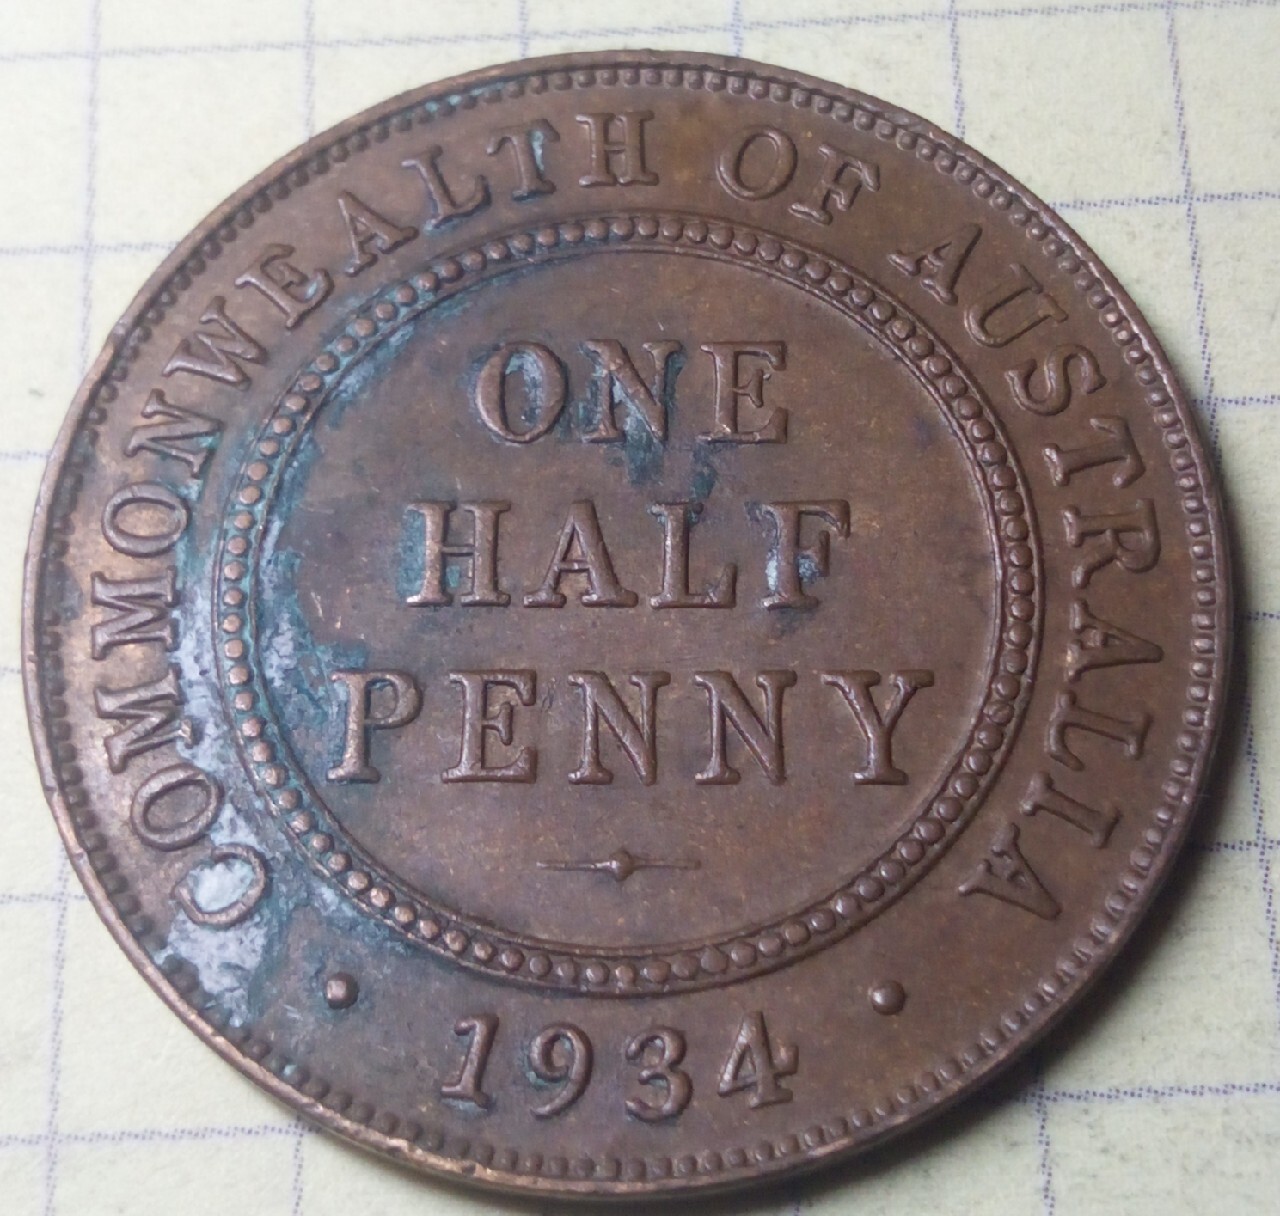 COMMONWEALTH OF AUSTRALIA
ONE
HALF
PENNY
· 1934 ·